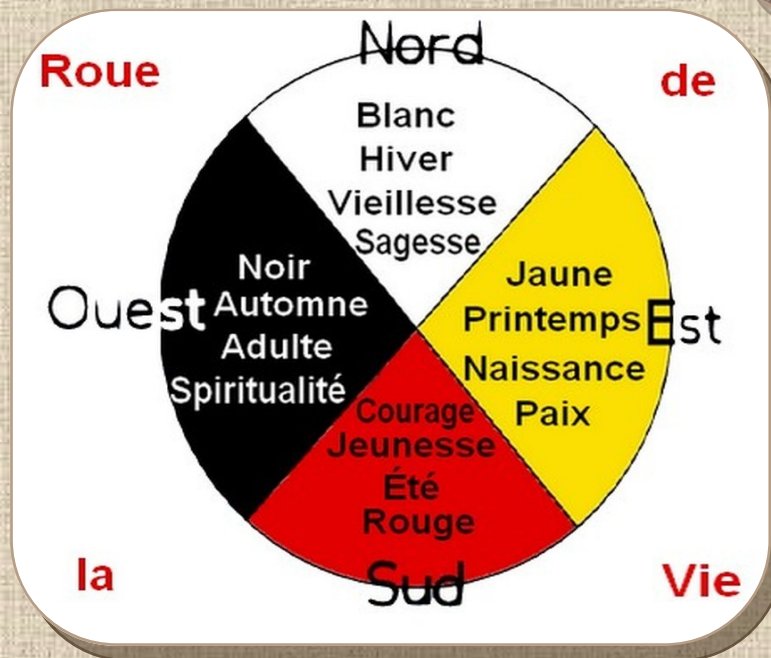 Roue
de
Nord
Blanc
Hiver
Vieillesse
Sagesse
Ouest
Noir
Automne
Adulte
Spiritualité
Jaune
Printemps
Naissance
Paix
Est
Courage
Jeunesse
Été
Rouge
Sud
la
Vie